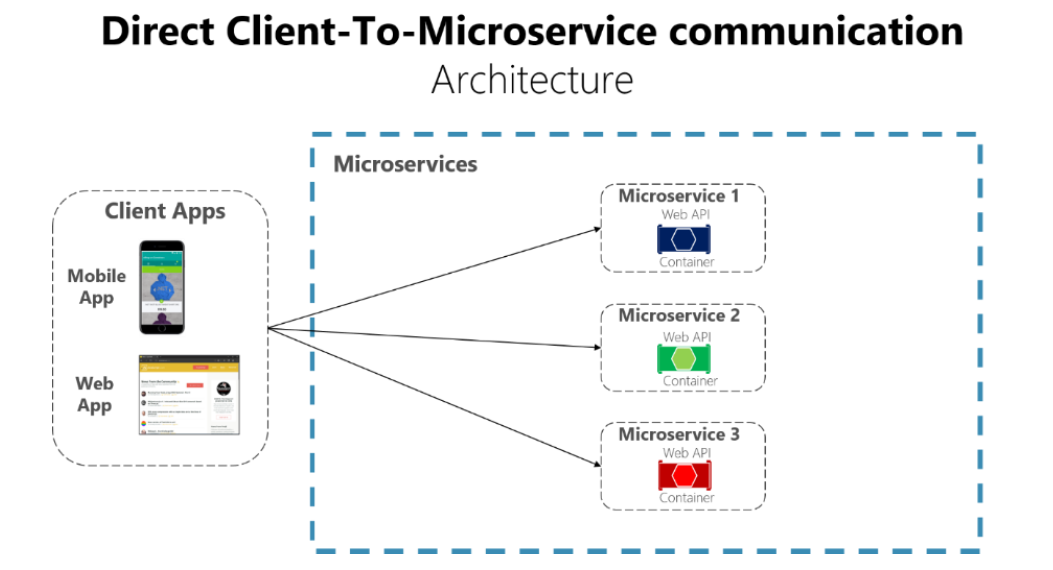 Direct Client-To-Microservice communication
Architecture
Microservices
Client Apps
Mobile
App
Web
App
Microservice 1
Web API
Container
Microservice 2
Web API
Container
Microservice 3
Web API
Container